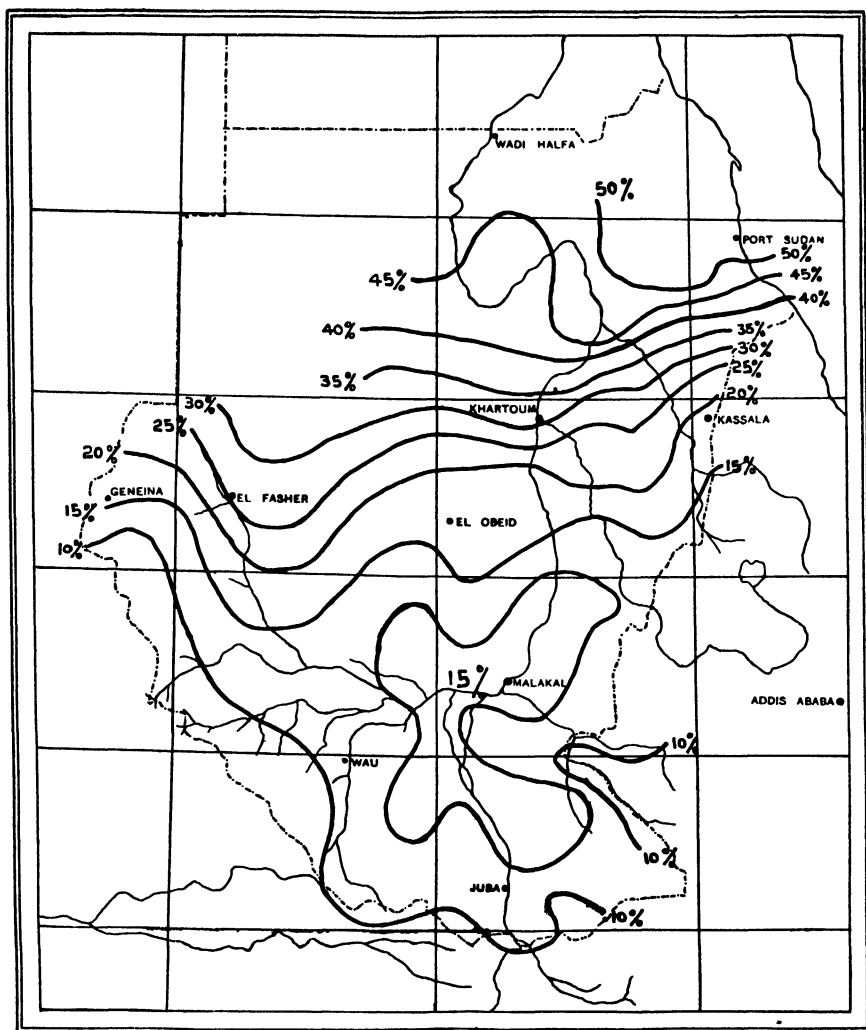 WADI HALFA
50%
PORT SUDAN
50%
45%
45%
40%
40%
35%
30%
35%
25%
30%
20%
KHARTOUM
KASSALA
25%
20%
15%
GENEINA
EL FASHER
15%
EL OBEID
10%
15%
MALAKAL
ADDIS ABABA
10%
WAU
10%
JUBA
10%